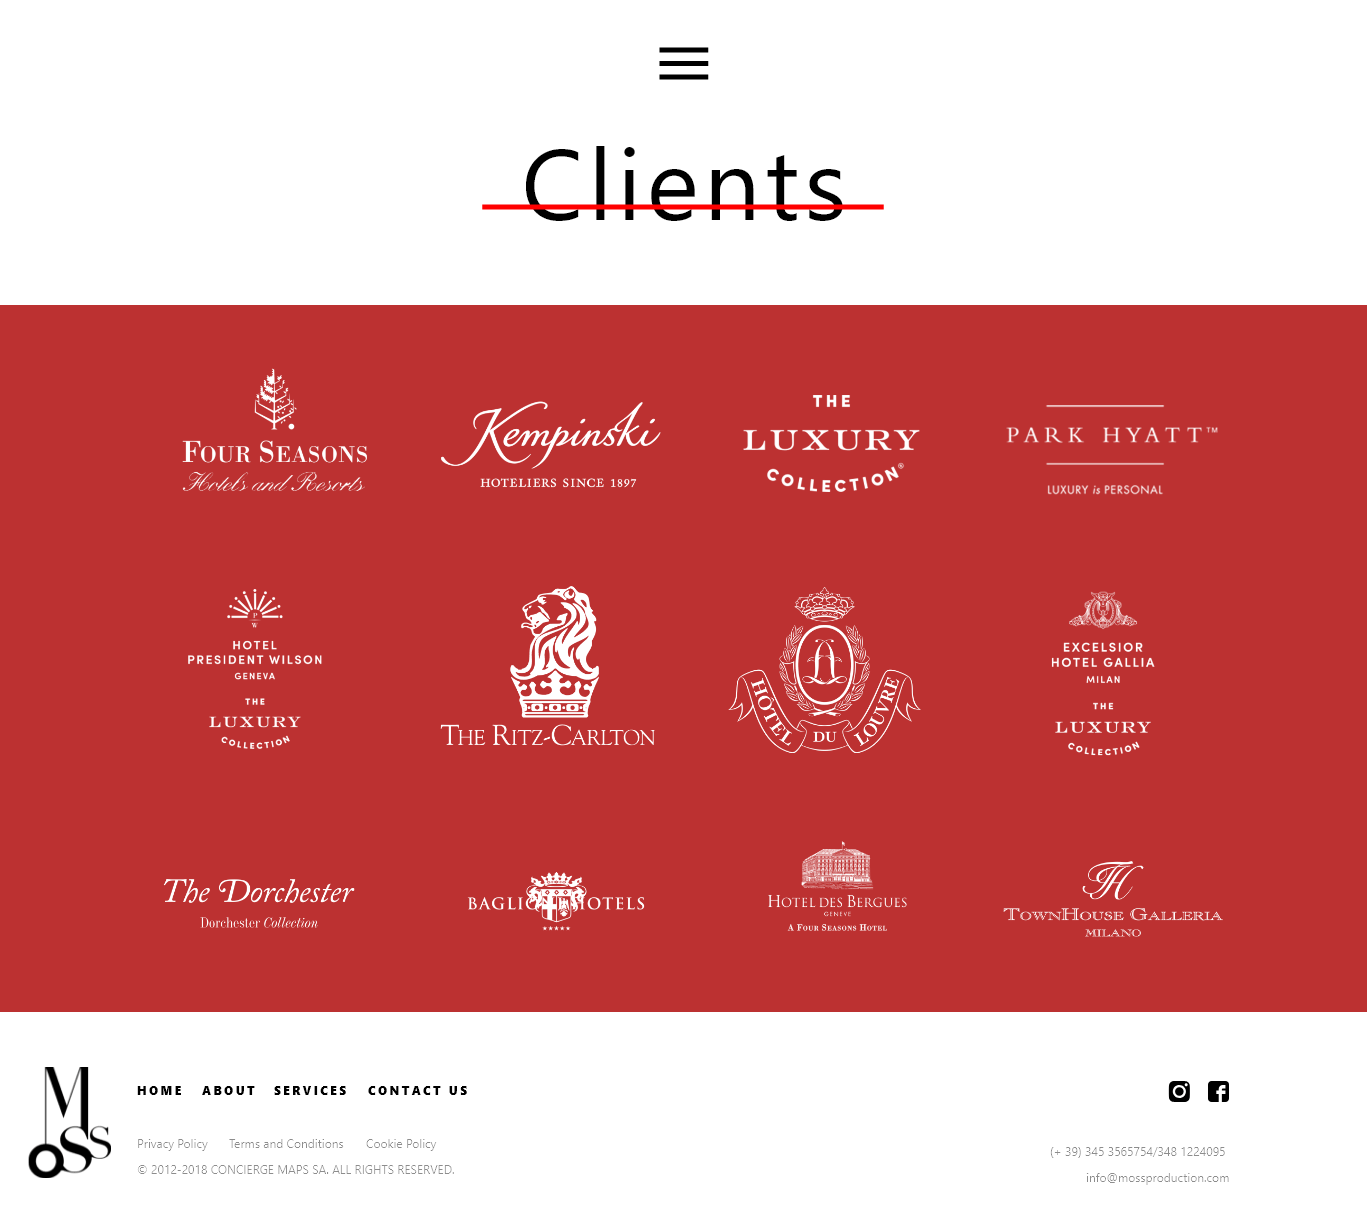 Clients
FOUR SEASONS
Hotels and Resorts
Kempinski
HOTELIERS SINCE 1897
THE
LUXURY
COLLECTION®
PARK HYATT™
LUXURY is PERSONAL
P
W
HOTEL
PRESIDENT WILSON
GENEVA
THE
LUXURY
COLLECTION
THE RITZ-CARLTON
HÔTEL
DU
LOUVRE
EXCELSIOR
HOTEL GALLIA
MILAN
THE
LUXURY
COLLECTION
The Dorchester
Dorchester Collection
BAGLIO HOTELS
HOTEL DES BERGUES
GENEVE
A FOUR SEASONS HOTEL
TH
TOWNHOUSE GALLERIA
MILANO
MOSS
HOME ABOUT SERVICES CONTACT US
Privacy Policy Terms and Conditions Cookie Policy
© 2012-2018 CONCIERGE MAPS SA. ALL RIGHTS RESERVED.
(+ 39) 345 3565754/348 1224095
info@mossproduction.com